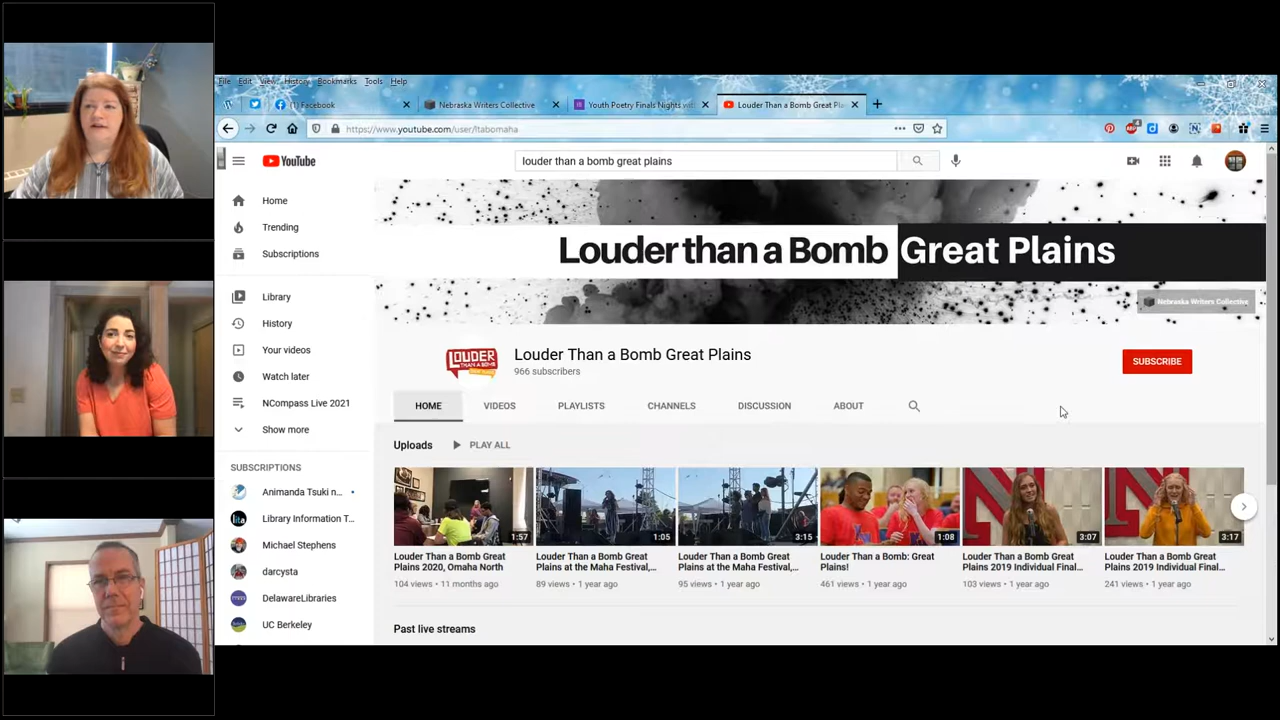 File Edit View History Bookmarks Tools Help
(1) Facebook
Nebraska Writers Collective
Youth Poetry Finals Nights wi
Louder Than a Bomb Great Pla
https://www.youtube.com/user/ltabomaha
YouTube
louder than a bomb great plains
Home
Trending
Subscriptions
Library
History
Your videos
Watch later
NCompass Live 2021
Show more
SUBSCRIPTIONS
Animanda Tsuki n...
Library Information T...
Michael Stephens
darcysta
DelawareLibraries
UC Berkeley
Louder than a Bomb Great Plains
Nebraska Writers Collective
LOUDER
THAN A BOMB
Louder Than a Bomb Great Plains
966 subscribers
SUBSCRIBE
HOME VIDEOS PLAYLISTS CHANNELS DISCUSSION ABOUT
Uploads PLAY ALL
1:57
1:05
3:15
1:08
3:07
3:17
Louder Than a Bomb Great
Plains 2020, Omaha North
104 views • 11 months ago
Louder Than a Bomb Great
Plains at the Maha Festival,...
89 views • 1 year ago
Louder Than a Bomb Great
Plains at the Maha Festival,...
95 views • 1 year ago
Louder Than a Bomb: Great
Plains!
461 views • 1 year ago
Louder Than a Bomb Great
Plains 2019 Individual Final...
103 views • 1 year ago
Louder Than a Bomb Great
Plains 2019 Individual Final...
241 views • 1 year ago
Past live streams